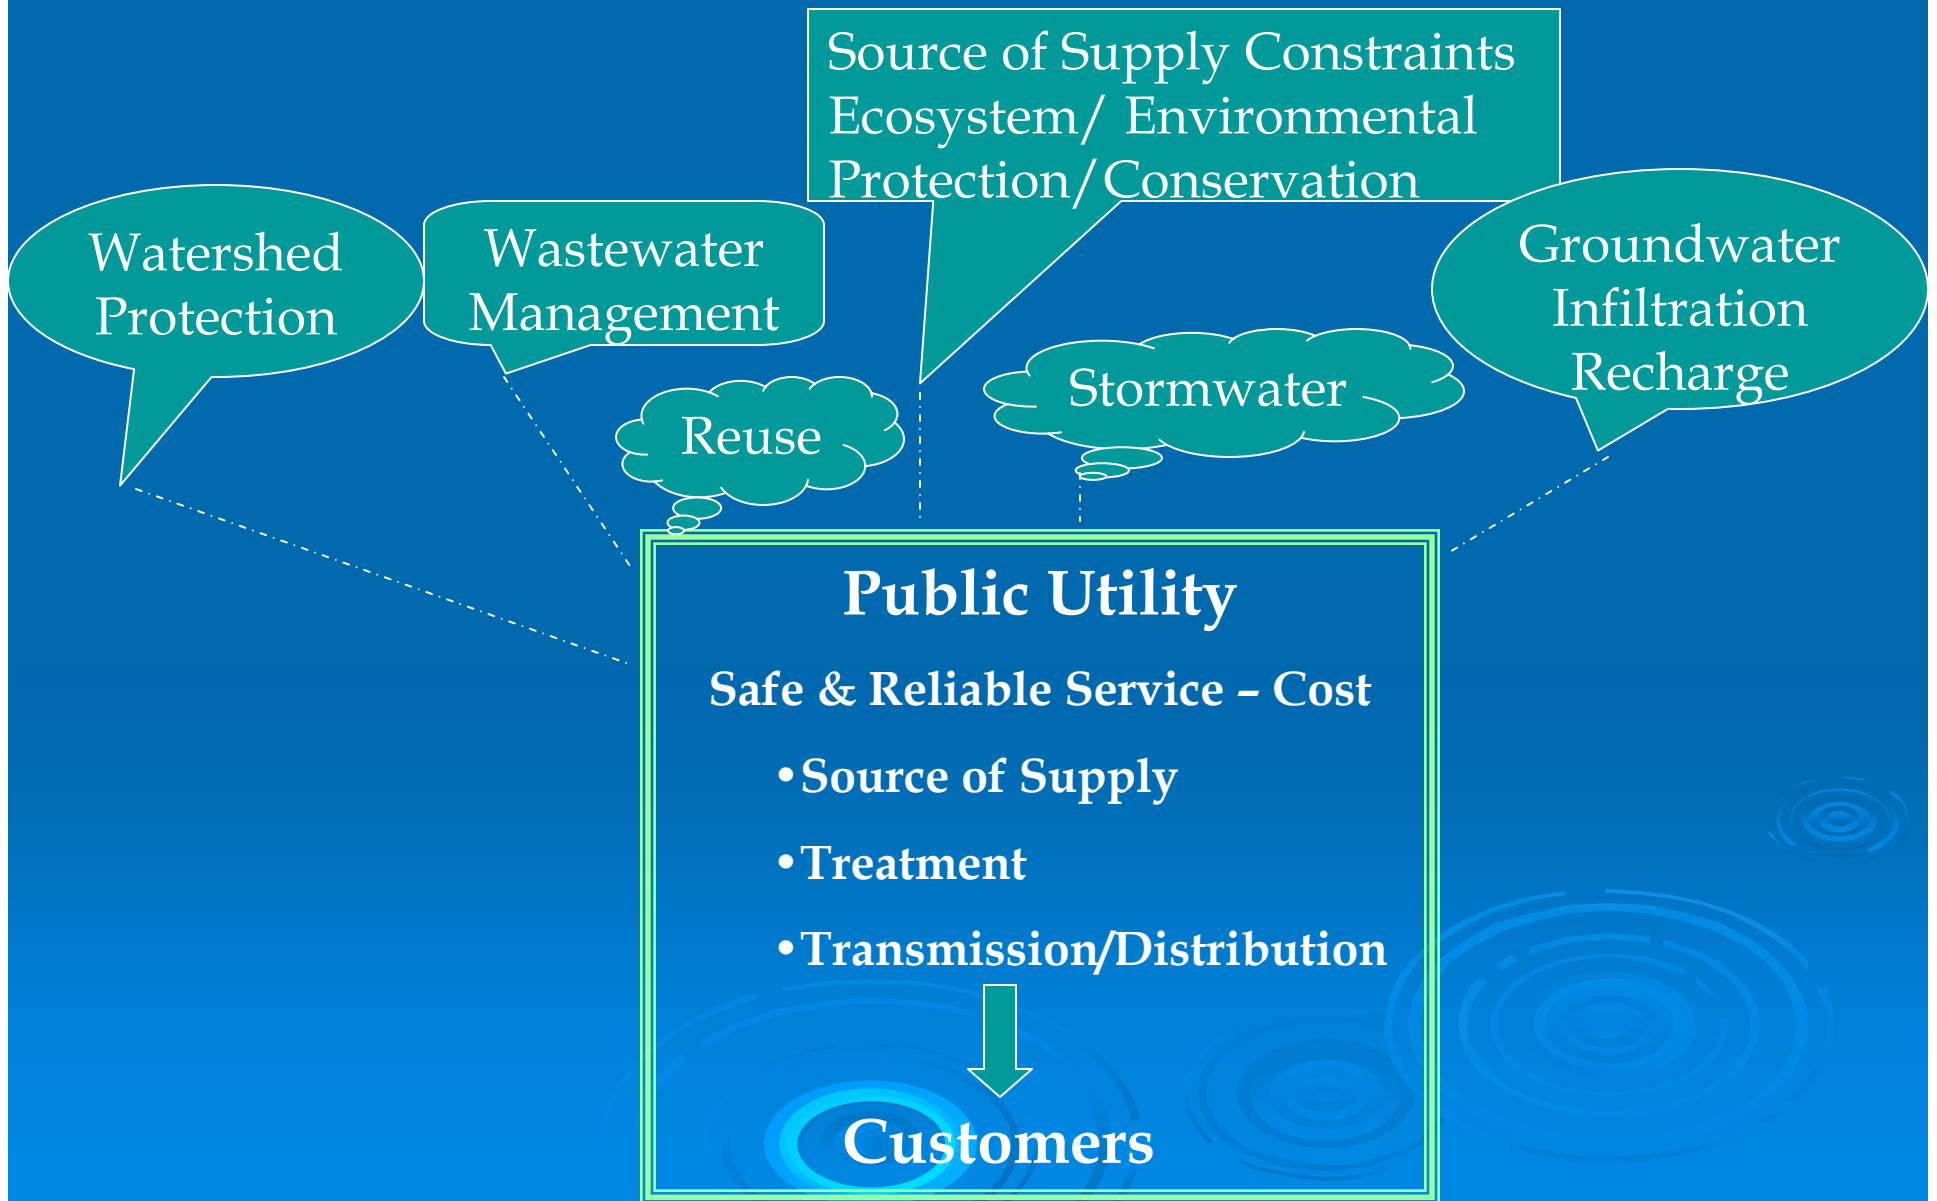 Source of Supply Constraints
Ecosystem/ Environmental
Protection/Conservation
Watershed
Protection
Wastewater
Management
Groundwater
Infiltration
Recharge
Reuse
Stormwater
Public Utility
Safe & Reliable Service – Cost
•Source of Supply
•Treatment
•Transmission/Distribution
Customers